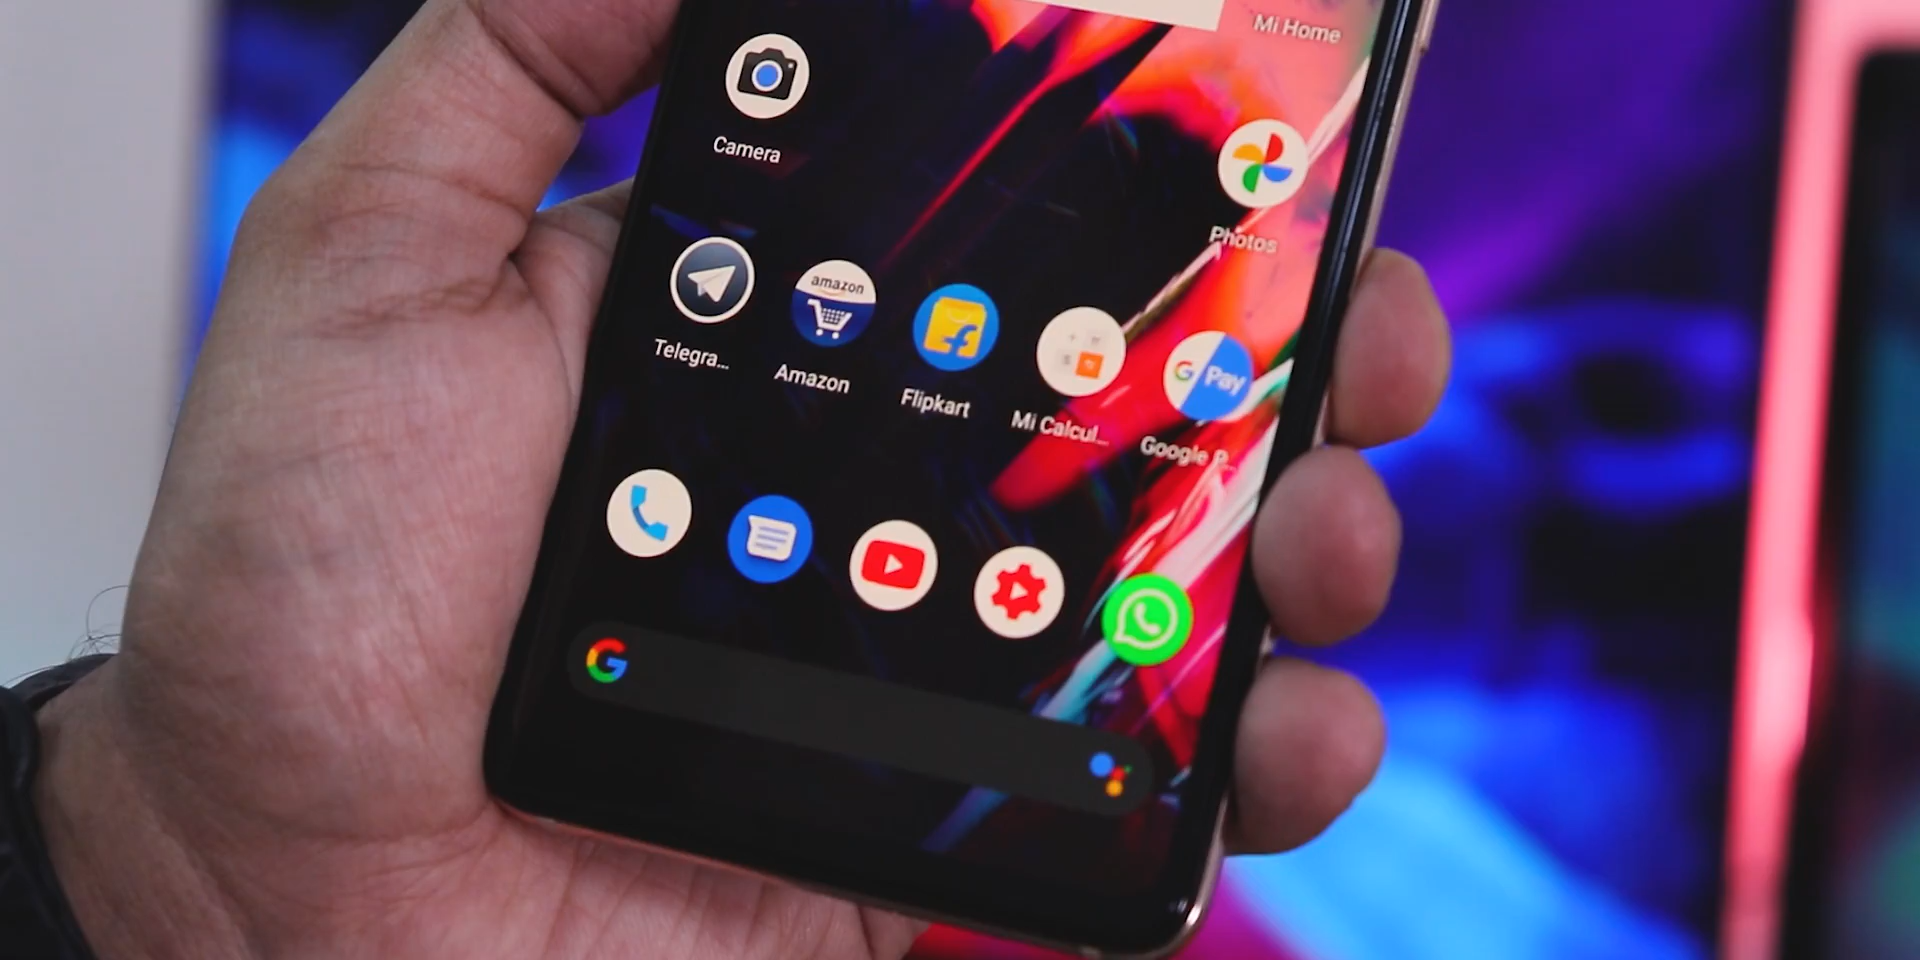 Mi Home
Camera
Photos
amazon
G Pay
Telegra...
Amazon
Flipkart
Mi Calcul...
Google P...
G